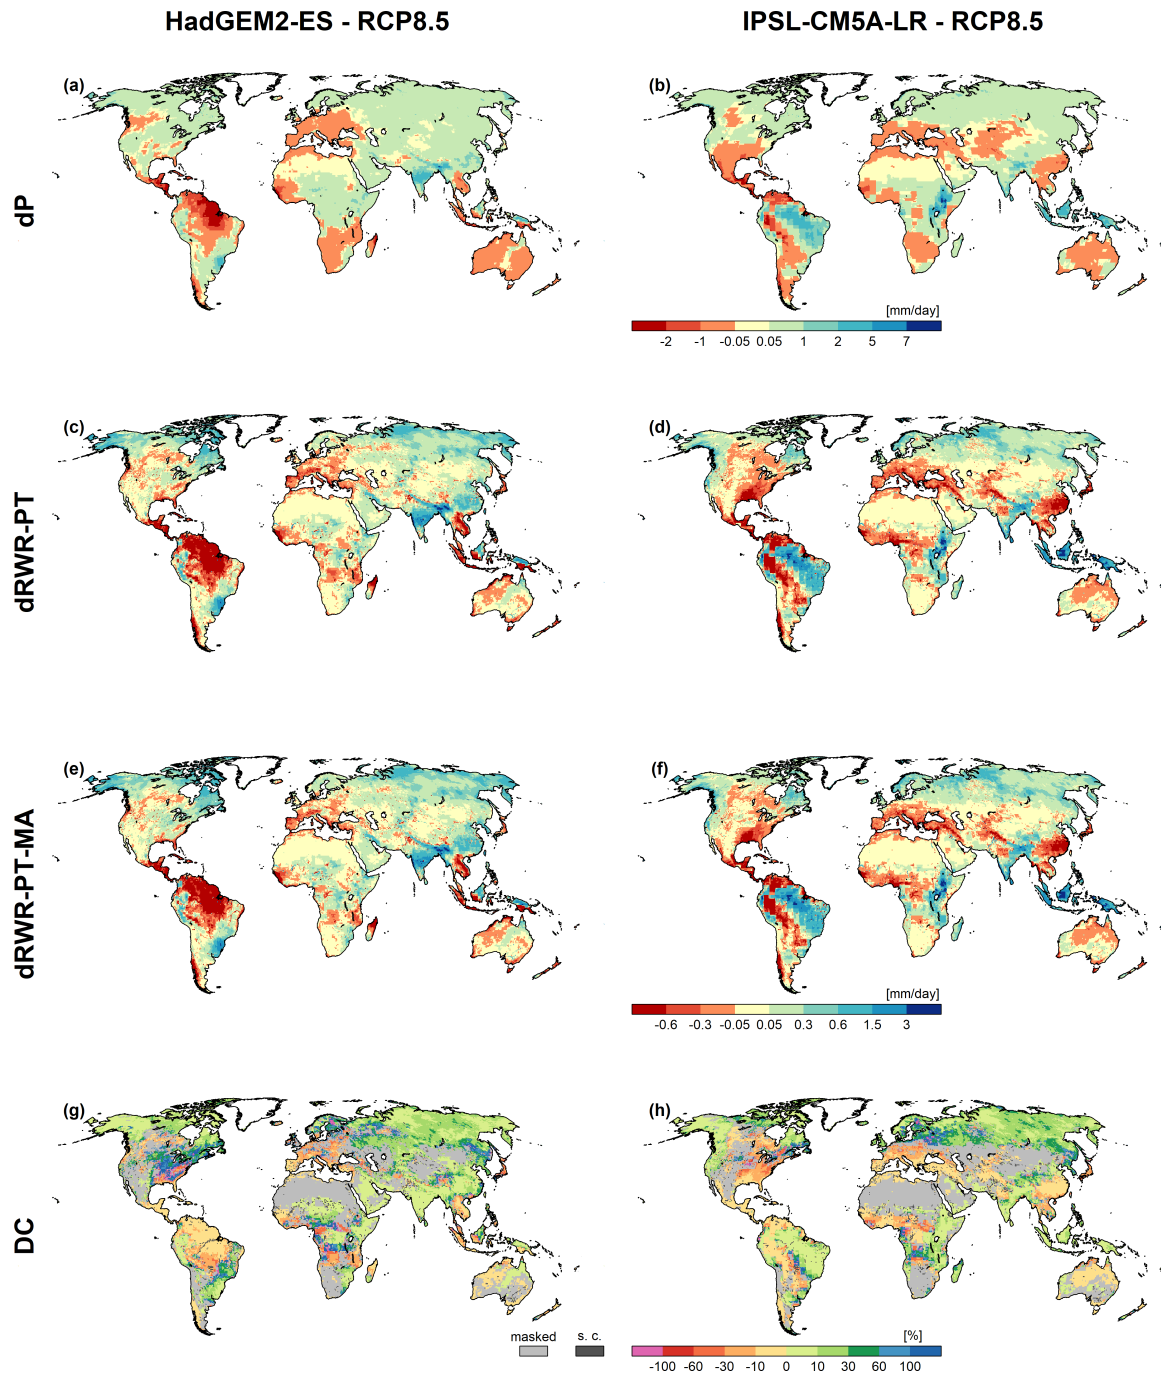 HadGEM2-ES - RCP8.5 IPSL-CM5A-LR - RCP8.5
dP
(a) (b)
[mm/day]
-2 -1 -0.05 0.05 1 2 5 7
dRWR-PT
(c) (d)
dRWR-PT-MA
(e) (f)
[mm/day]
-0.6 -0.3 -0.05 0.05 0.3 0.6 1.5 3
DC
(g) (h)
masked s. c. [%]
-100 -60 -30 -10 0 10 30 60 100